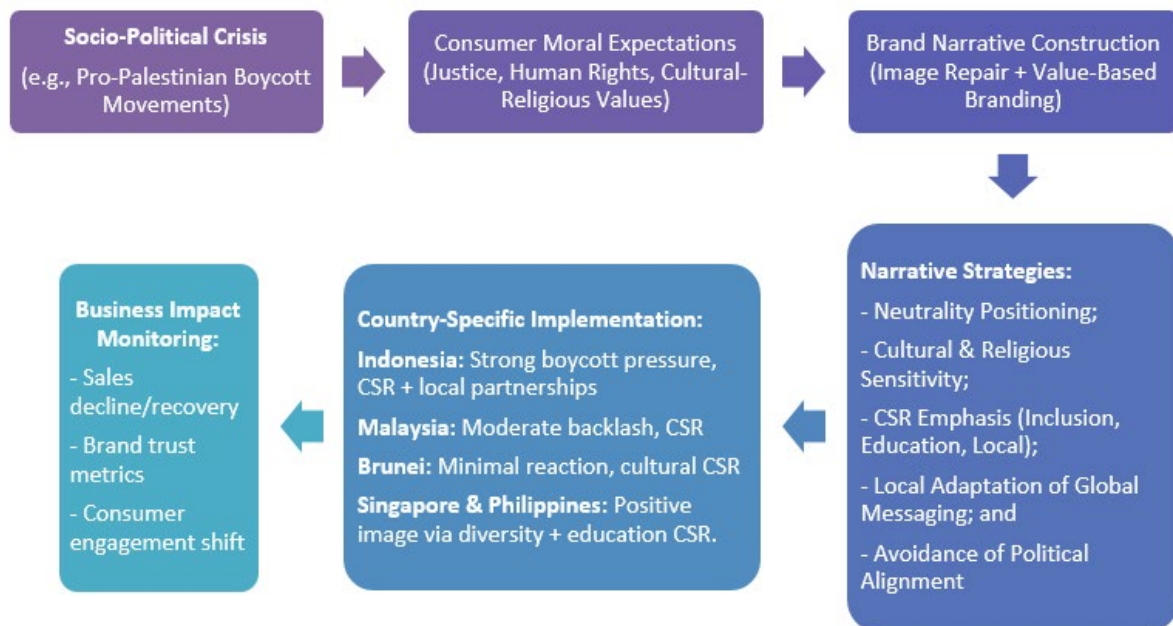 Socio-Political Crisis
(e.g., Pro-Palestinian Boycott
Movements)
Consumer Moral Expectations
(Justice, Human Rights, Cultural-
Religious Values)
Brand Narrative Construction
(Image Repair + Value-Based
Branding)
Narrative Strategies:
- Neutrality Positioning;
- Cultural & Religious
Sensitivity;
- CSR Emphasis (Inclusion,
Education, Local);
- Local Adaptation of Global
Messaging; and
- Avoidance of Political
Alignment
Country-Specific Implementation:
Indonesia: Strong boycott pressure,
CSR + local partnerships
Malaysia: Moderate backlash, CSR
Brunei: Minimal reaction, cultural CSR
Singapore & Philippines: Positive
image via diversity + education CSR.
Business Impact
Monitoring:
- Sales
decline/recovery
- Brand trust
metrics
- Consumer
engagement shift